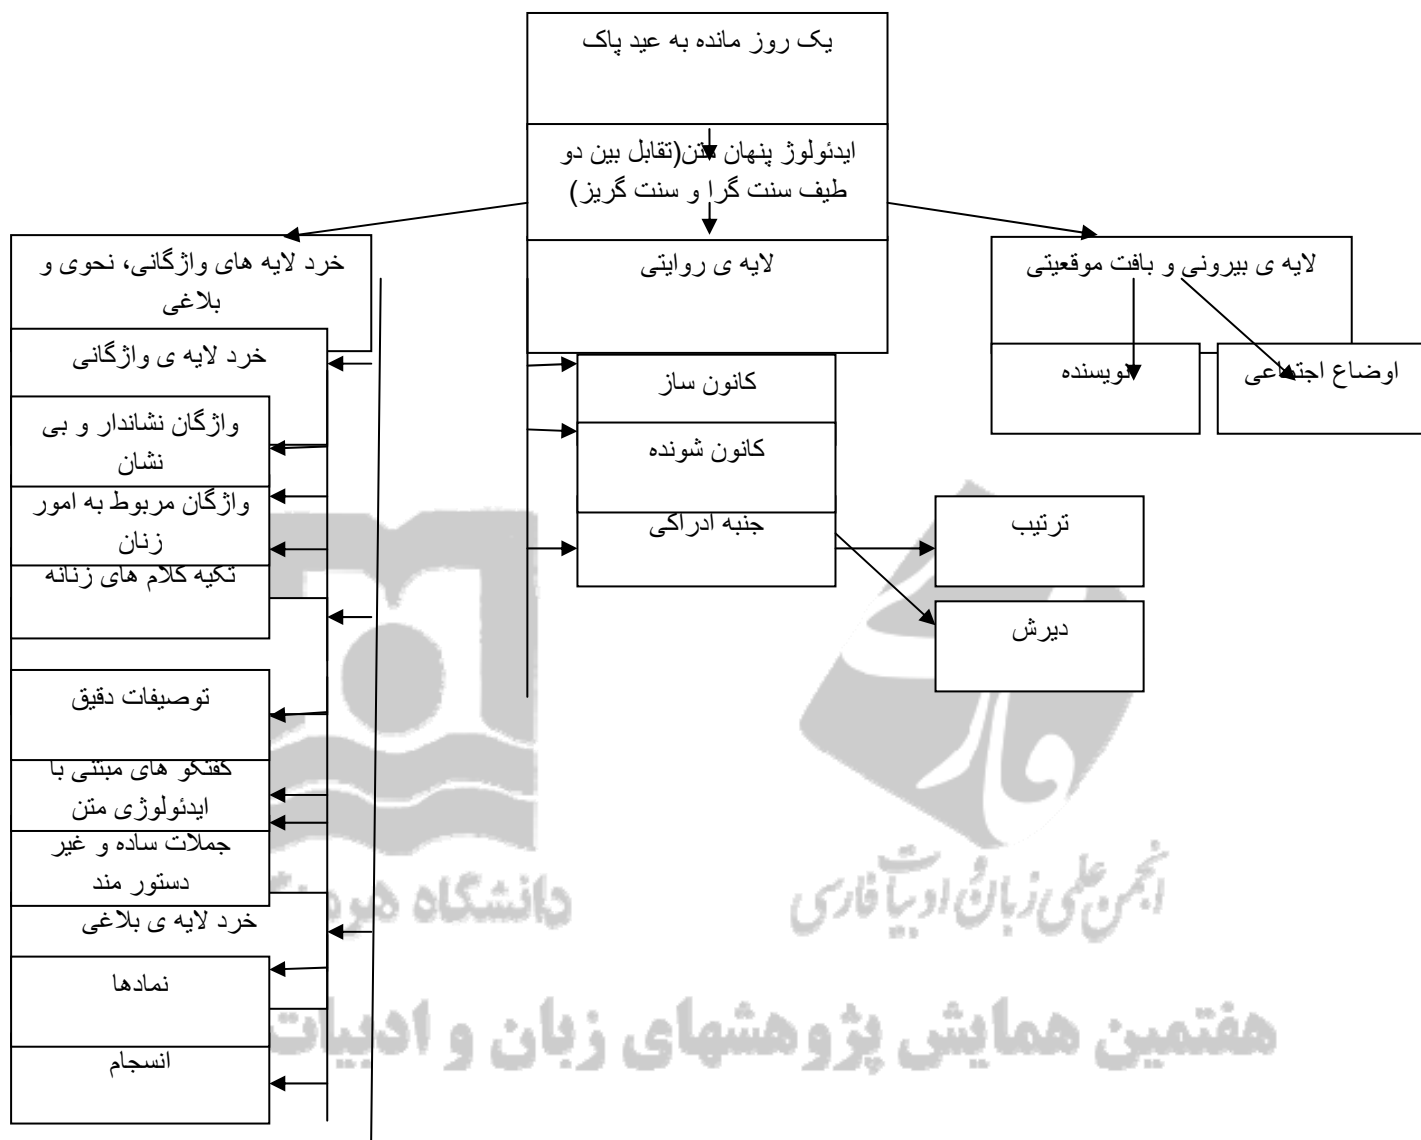 یک روز مانده به عید پاک
ایدئولوژ پنهان متن(تقابل بین دو
طیف سنت گرا و سنت گریز)
لایه ی بیرونی و بافت موقعیتی
لایه ی روایتی
خرد لایه های واژگانی، نحوی و
بلاغی
اوضاع اجتماعی
نویسنده
کانون ساز
کانون شونده
جنبه ادراکی
ترتیب
دیرش
خرد لایه ی واژگانی
واژگان نشاندار و بی
نشان
واژگان مربوط به امور
زنان
تکیه کلام های زنانه
توصیفات دقیق
گفتگو های مبتنی با
ایدئولوژی متن
جملات ساده و غیر
دستور مند
خرد لایه ی بلاغی
نمادها
انسجام
فارسی
انجمن علمی زبان و ادبیات فارسی
دانشگاه
هفتمین همایش پژوهشهای زبان و ادبیات